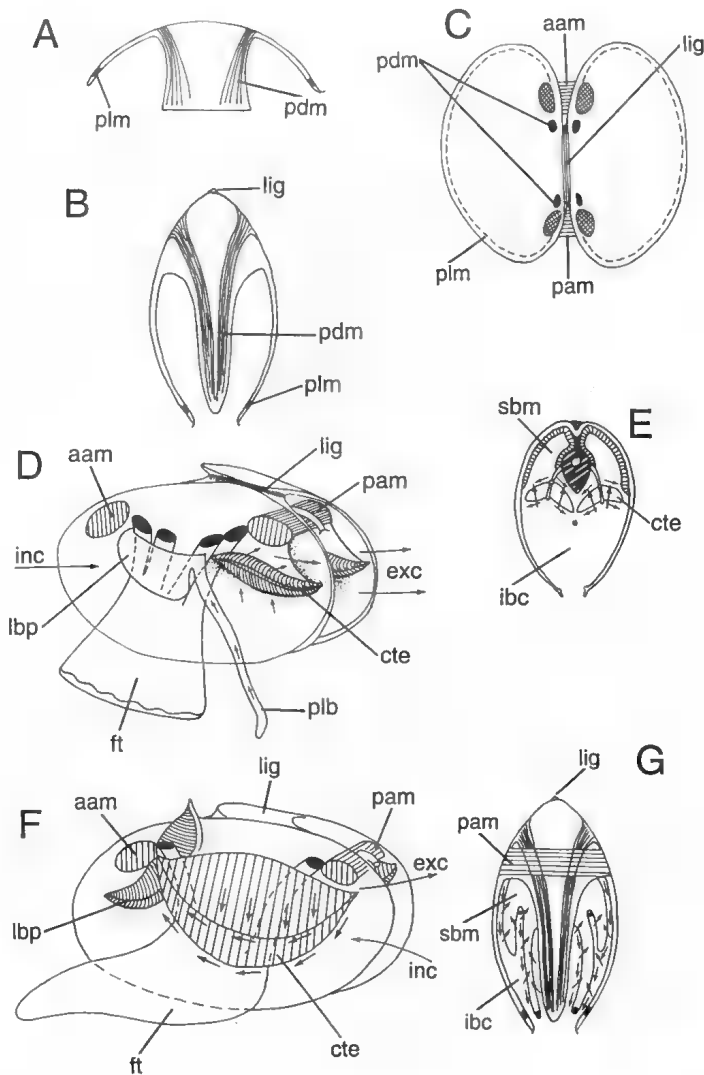 A
plm
pdm
C
aam
lig
pdm
plm
pam
B
lig
pdm
plm
D
aam
lig
pam
inc
exc
lbp
cte
plb
ft
E
sbm
cte
ibc
F
aam
lig
pam
exc
lbp
inc
cte
ft
G
lig
pam
sbm
ibc